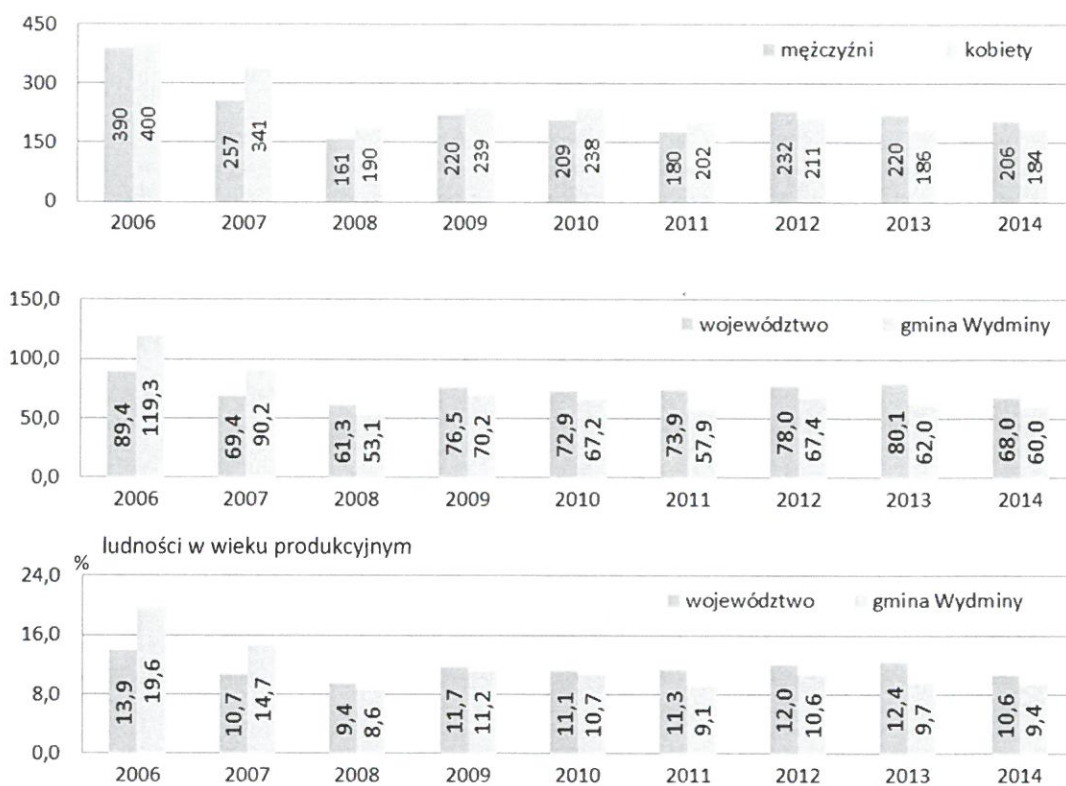 450
mężczyźni kobiety
300
150
0
390 400 257 341 161 190 220 239 209 238 180 202 232 211 220 186 206 184
2006 2007 2008 2009 2010 2011 2012 2013 2014
150,0
województwo gmina Wydminy
100,0
50,0
0,0
89,4 119,3 69,4 90,2 61,3 53,1 76,5 70,2 72,9 67,2 73,9 57,9 78,0 67,4 80,1 62,0 68,0 60,0
2006 2007 2008 2009 2010 2011 2012 2013 2014
% ludności w wieku produkcyjnym
24,0
województwo gmina Wydminy
16,0
8,0
0,0
13,9 19,6 10,7 14,7 9,4 8,6 11,7 11,2 11,1 10,7 11,3 9,1 12,0 10,6 12,4 9,7 10,6 9,4
2006 2007 2008 2009 2010 2011 2012 2013 2014